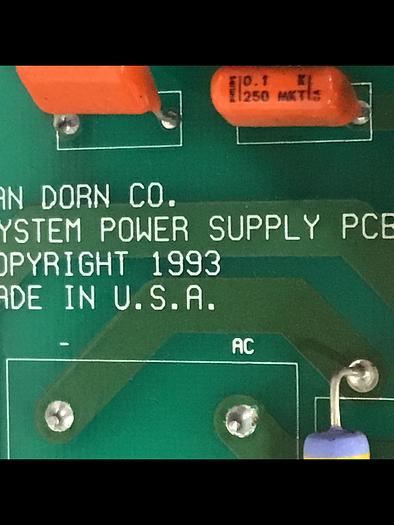 0.1 K
250 MKT
AN DORN CO.
YSTEM POWER SUPPLY PCB
OPYRIGHT 1993
ADE IN U.S.A.
- AC